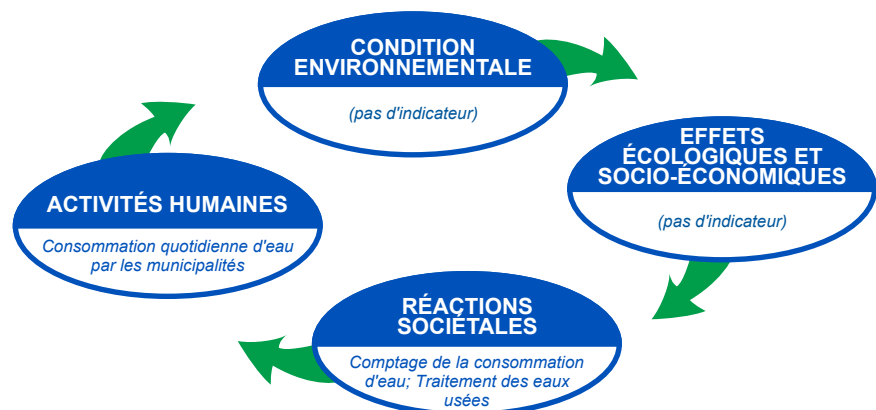 CONDITION
ENVIRONNEMENTALE
(pas d'indicateur)
EFFETS
ÉCOLOGIQUES ET
SOCIO-ÉCONOMIQUES
(pas d'indicateur)
RÉACTIONS
SOCIÉTALES
Comptage de la consommation
d'eau; Traitement des eaux
usées
ACTIVITÉS HUMAINES
Consommation quotidienne d'eau
par les municipalités